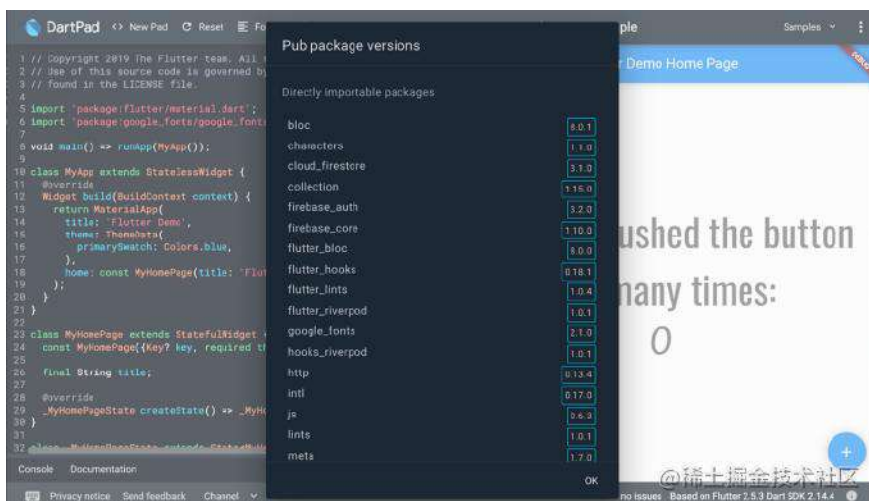 DartPad <> New Pad Reset Fo
ple
Samples
Pub package versions
Directly importable packages
bloc 8.0.1
characters 1.1.0
cloud_firestore 3.1.0
collection 1.15.0
firebase_auth 3.2.0
firebase_core 1.10.0
flutter_bloc 8.0.0
flutter_hooks 0.18.1
flutter_lints 1.0.4
flutter_riverpod 1.0.1
google_fonts 2.1.0
hooks_riverpod 1.0.1
http 0.13.4
intl 0.17.0
js 0.6.3
lints 1.0.1
meta 1.7.0
OK
1 // Copyright 2019 The Flutter team. All
2 // Use of this source code is governed by
3 // found in the LICENSE file.
4
5 import 'package:flutter/material.dart';
6 import 'package:google_fonts/google_font
7
8 void main() => runApp(MyApp());
9
10 class MyApp extends StatelessWidget {
11 @override
12 Widget build(BuildContext context) {
13 return MaterialApp(
14 title: 'Flutter Demo',
15 theme: ThemeData(
16 primarySwatch: Colors.blue,
17 ),
18 home: const MyHomePage(title: 'Flut
19 );
20 }
21 }
22
23 class MyHomePage extends StatefulWidget
24 const MyHomePage({Key? key, required th
25
26 final String title;
27
28 @override
29 _MyHomePageState createState() => _MyHo
30 }
31
32 class _MyHomePageState extends State<MyH
r Demo Home Page
DEBUG
ushed the button
many times:
0
+
Console Documentation
Privacy notice Send feedback Channel
no issues Based on Flutter 2.5.3 Dart SDK 2.14.4
@稀土掘金技术社区